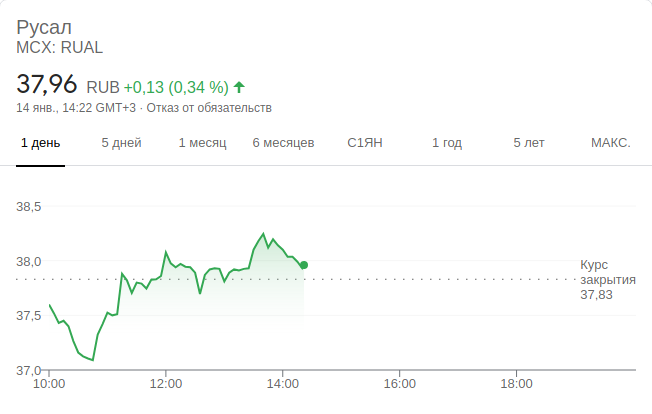 Русал
MCX: RUAL
37,96 RUB +0,13 (0,34 %)
14 янв., 14:22 GMT+3 · Отказ от обязательств
1 день 5 дней 1 месяц 6 месяцев С1ЯН 1 год 5 лет МАКС.
38,5
38,0
Курс
закрытия
37,83
37,5
37,0
10:00 12:00 14:00 16:00 18:00